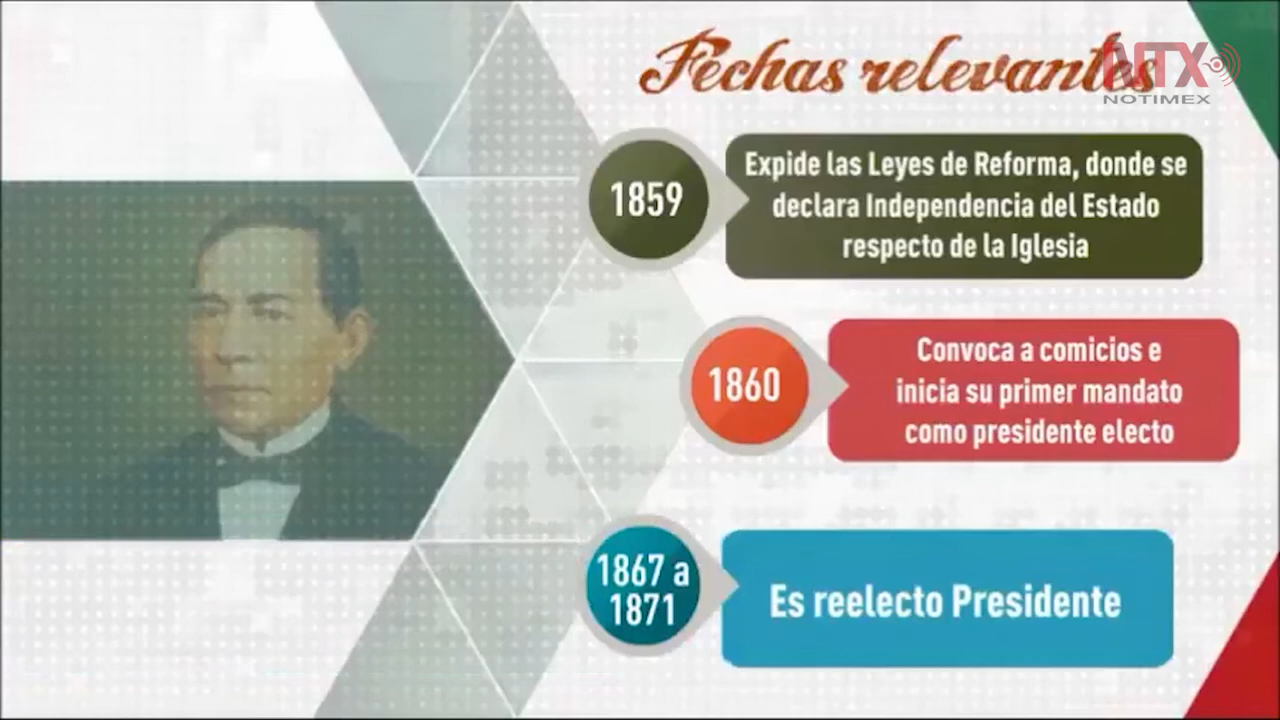 Fechas relevantes
NTX
NOTIMEX
1859
Expide las Leyes de Reforma, donde se
declara Independencia del Estado
respecto de la Iglesia
1860
Convoca a comicios e
inicia su primer mandato
como presidente electo
1867 a
1871
Es reelecto Presidente